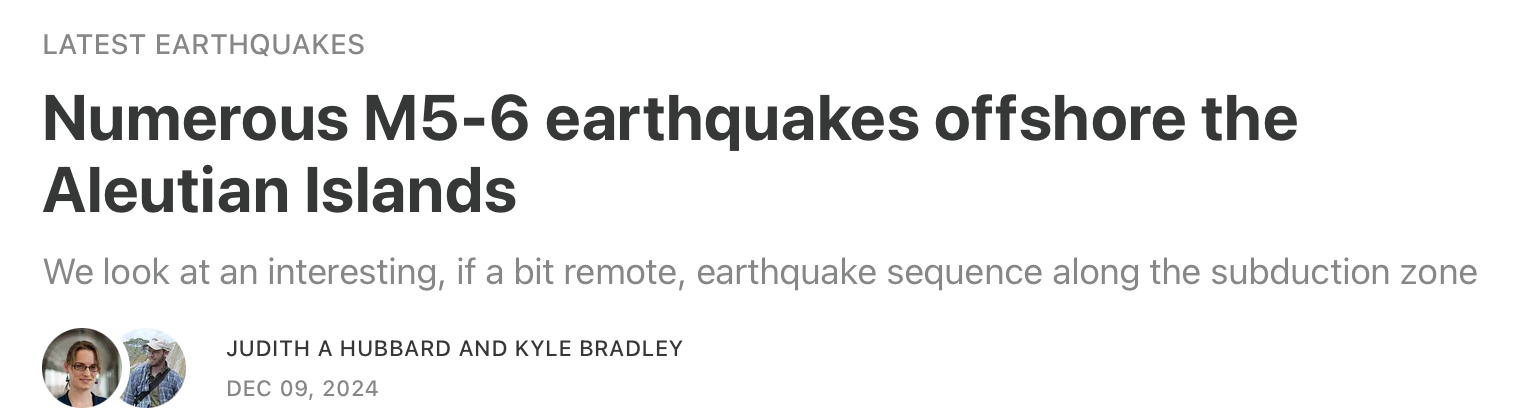 LATEST EARTHQUAKES
Numerous M5-6 earthquakes offshore the
Aleutian Islands
We look at an interesting, if a bit remote, earthquake sequence along the subduction zone
JUDITH A HUBBARD AND KYLE BRADLEY
DEC 09, 2024